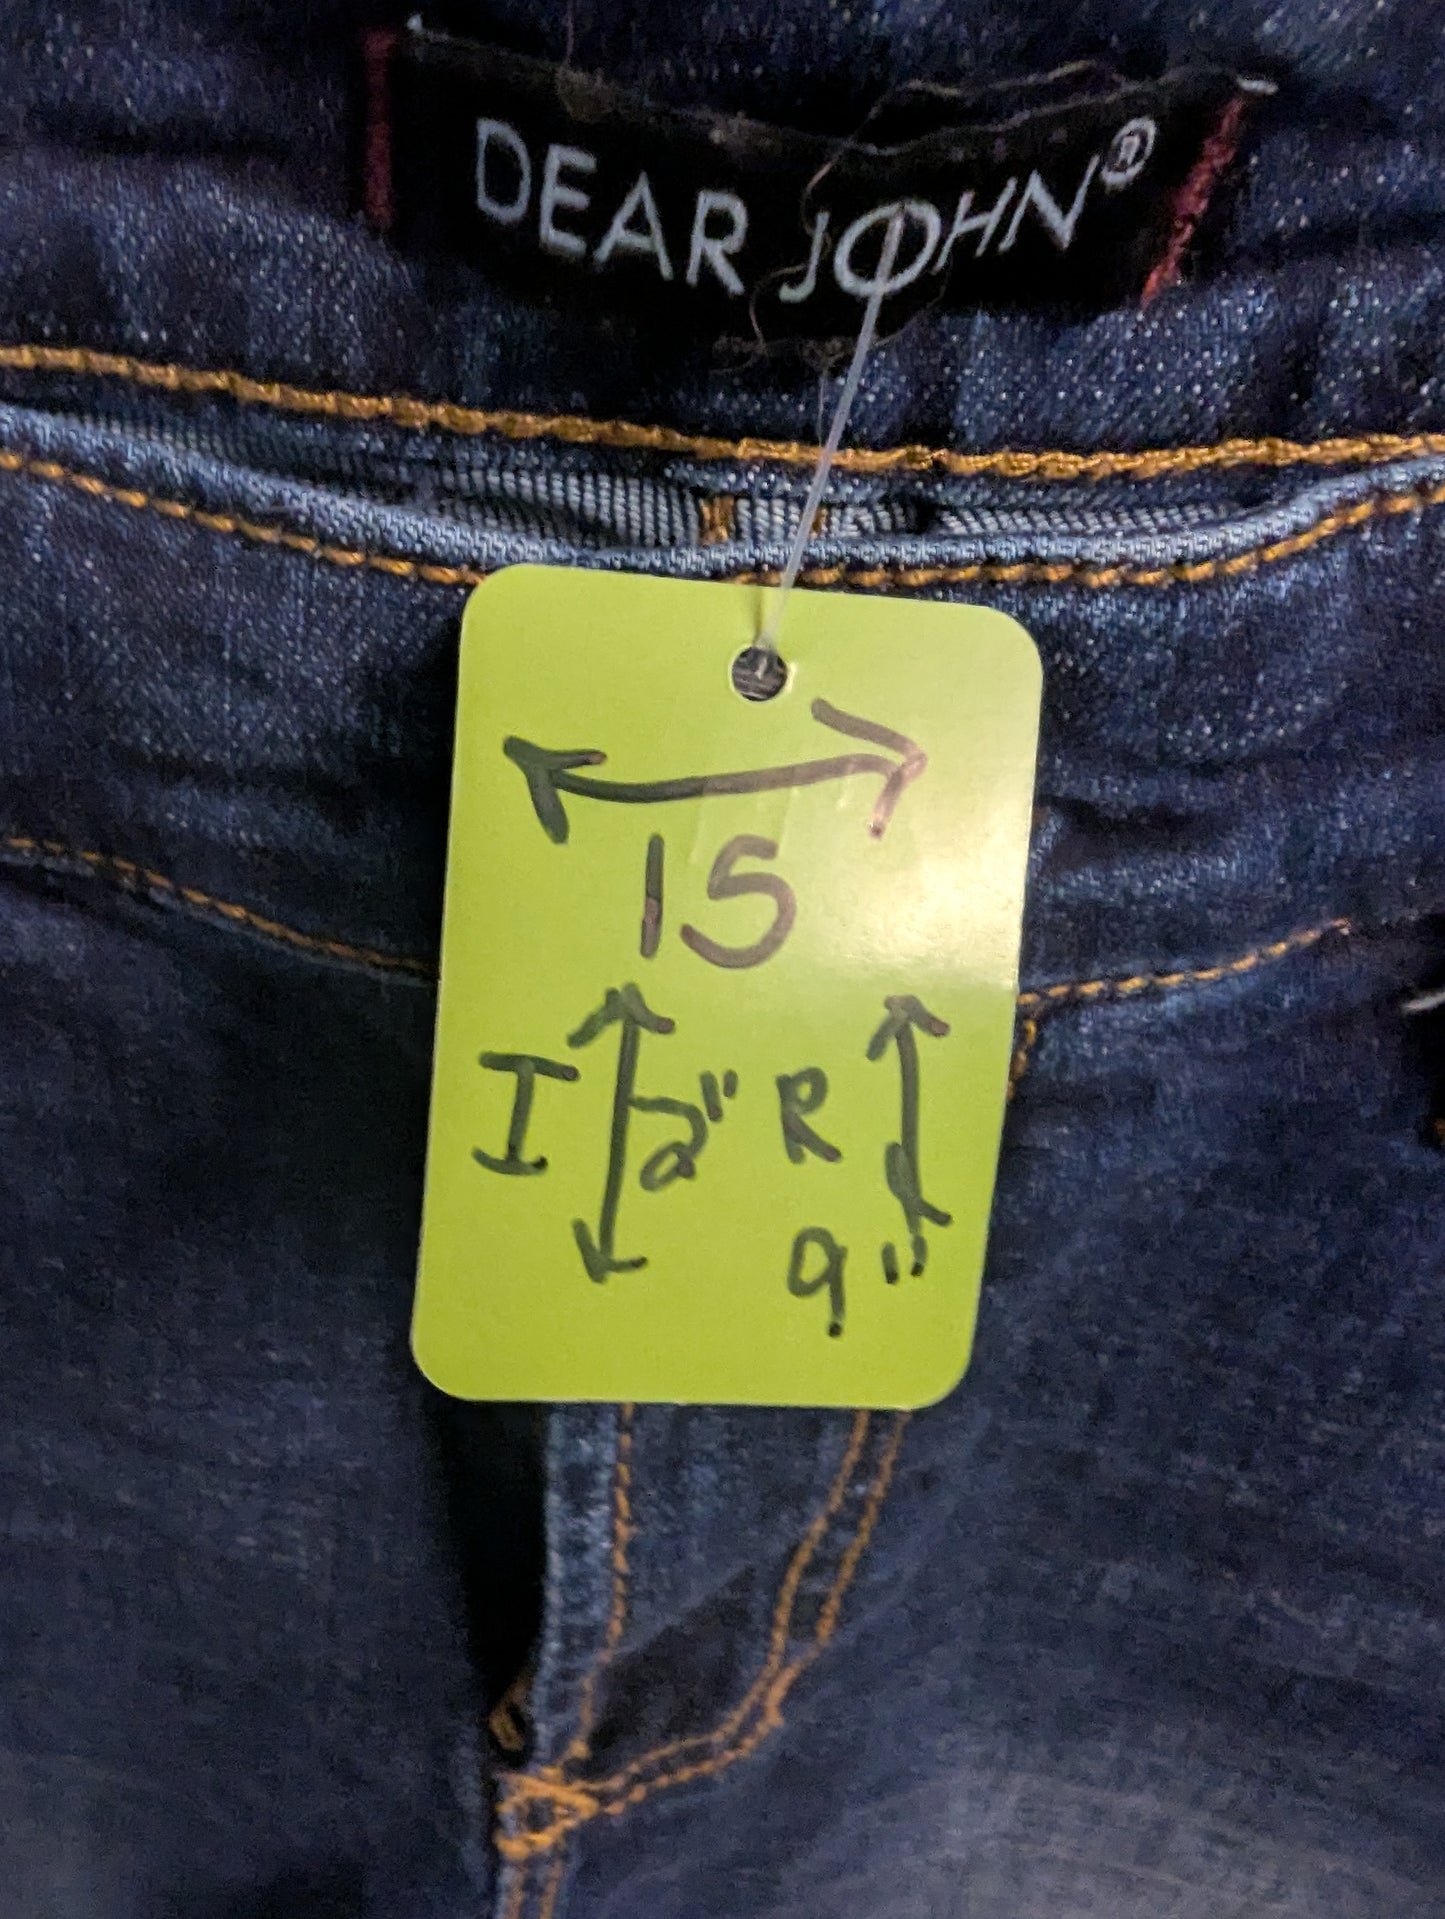 DEAR JOHN®
15
I 2" R
9"